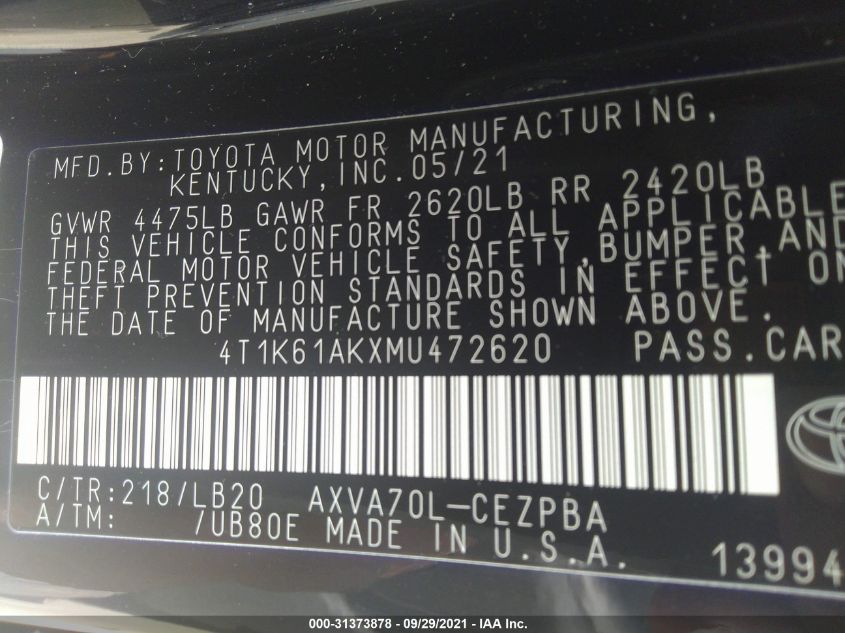 MFD.BY:TOYOTA MOTOR MANUFACTURING,
KENTUCKY,INC.05/21
GVWR 4475LB GAWR FR 2620LB RR 2420LB
THIS VEHICLE CONFORMS TO ALL APPLICABLE
FEDERAL MOTOR VEHICLE SAFETY,BUMPER,AND
THEFT PREVENTION STANDARDS IN EFFECT ON
THE DATE OF MANUFACTURE SHOWN ABOVE.
4T1K61AKXMU472620 PASS.CAR
C/TR:218/LB20 AXVA70L-CEZPBA
A/TM: /UB80E MADE IN U.S.A.
13994
000-31373878 - 09/29/2021 - IAA Inc.